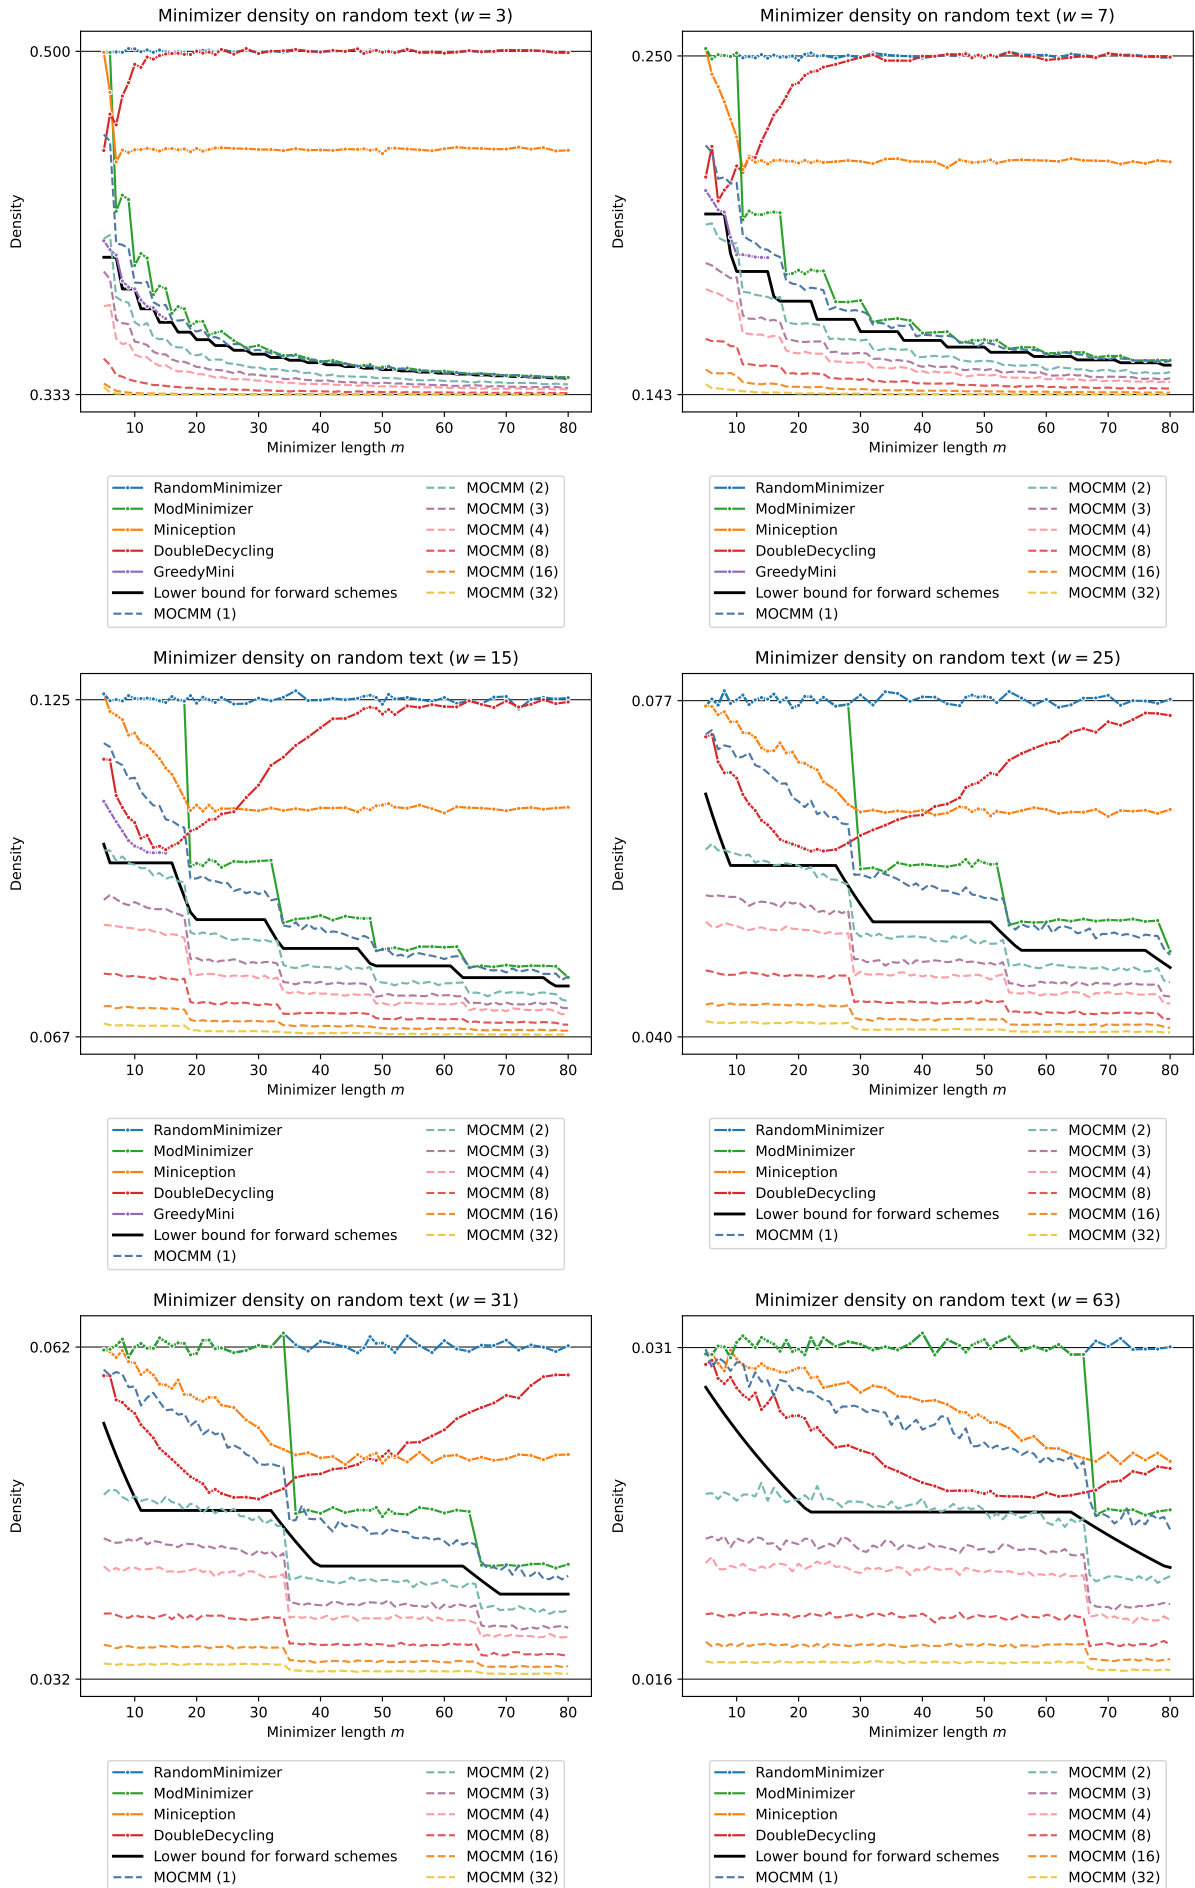 Minimizer density on random text (w = 3)
0.500
0.333
Density
10 20 30 40 50 60 70 80
Minimizer length m
RandomMinimizer
ModMinimizer
Miniception
DoubleDecycling
GreedyMini
Lower bound for forward schemes
MOCMM (1)
MOCMM (2)
MOCMM (3)
MOCMM (4)
MOCMM (8)
MOCMM (16)
MOCMM (32)
Minimizer density on random text (w = 7)
0.250
0.143
Density
10 20 30 40 50 60 70 80
Minimizer length m
RandomMinimizer
ModMinimizer
Miniception
DoubleDecycling
GreedyMini
Lower bound for forward schemes
MOCMM (1)
MOCMM (2)
MOCMM (3)
MOCMM (4)
MOCMM (8)
MOCMM (16)
MOCMM (32)
Minimizer density on random text (w = 15)
0.125
0.067
Density
10 20 30 40 50 60 70 80
Minimizer length m
RandomMinimizer
ModMinimizer
Miniception
DoubleDecycling
GreedyMini
Lower bound for forward schemes
MOCMM (1)
MOCMM (2)
MOCMM (3)
MOCMM (4)
MOCMM (8)
MOCMM (16)
MOCMM (32)
Minimizer density on random text (w = 25)
0.077
0.040
Density
10 20 30 40 50 60 70 80
Minimizer length m
RandomMinimizer
ModMinimizer
Miniception
DoubleDecycling
Lower bound for forward schemes
MOCMM (1)
MOCMM (2)
MOCMM (3)
MOCMM (4)
MOCMM (8)
MOCMM (16)
MOCMM (32)
Minimizer density on random text (w = 31)
0.062
0.032
Density
10 20 30 40 50 60 70 80
Minimizer length m
RandomMinimizer
ModMinimizer
Miniception
DoubleDecycling
Lower bound for forward schemes
MOCMM (1)
MOCMM (2)
MOCMM (3)
MOCMM (4)
MOCMM (8)
MOCMM (16)
MOCMM (32)
Minimizer density on random text (w = 63)
0.031
0.016
Density
10 20 30 40 50 60 70 80
Minimizer length m
RandomMinimizer
ModMinimizer
Miniception
DoubleDecycling
Lower bound for forward schemes
MOCMM (1)
MOCMM (2)
MOCMM (3)
MOCMM (4)
MOCMM (8)
MOCMM (16)
MOCMM (32)